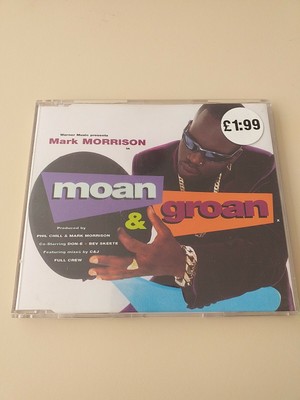 Warner Music presents
Mark MORRISON
in
£1:99
moan
&
groan
Produced by
PHIL CHILL & MARK MORRISON
Co-Starring DON-E : BEV SKEETE
Featuring mixes by C&J
FULL CREW